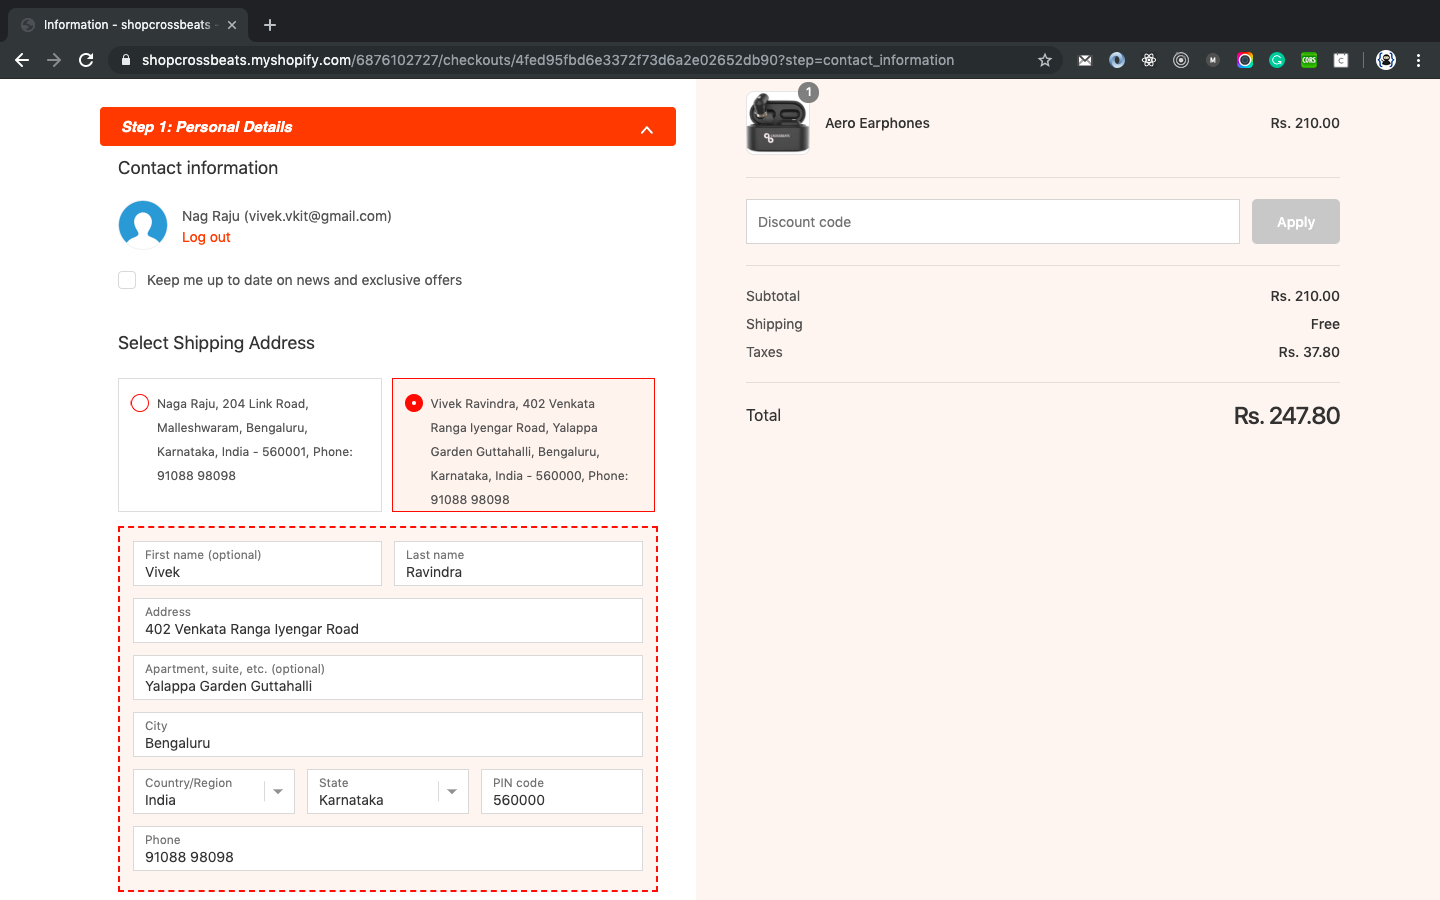 Information - shopcrossbeats -
shopcrossbeats.myshopify.com/6876102727/checkouts/4fed95fbd6e3372f73d6a2e02652db90?step=contact_information
M
CORS
C
Step 1: Personal Details
Contact information
Nag Raju (vivek.vkit@gmail.com)
Log out
Keep me up to date on news and exclusive offers
Select Shipping Address
Naga Raju, 204 Link Road,
Malleshwaram, Bengaluru,
Karnataka, India - 560001, Phone:
91088 98098
Vivek Ravindra, 402 Venkata
Ranga Iyengar Road, Yalappa
Garden Guttahalli, Bengaluru,
Karnataka, India - 560000, Phone:
91088 98098
First name (optional)
Vivek
Last name
Ravindra
Address
402 Venkata Ranga Iyengar Road
Apartment, suite, etc. (optional)
Yalappa Garden Guttahalli
City
Bengaluru
Country/Region
India
State
Karnataka
PIN code
560000
Phone
91088 98098
1
Aero Earphones
Rs. 210.00
Discount code
Apply
Subtotal
Rs. 210.00
Shipping
Free
Taxes
Rs. 37.80
Total
Rs. 247.80